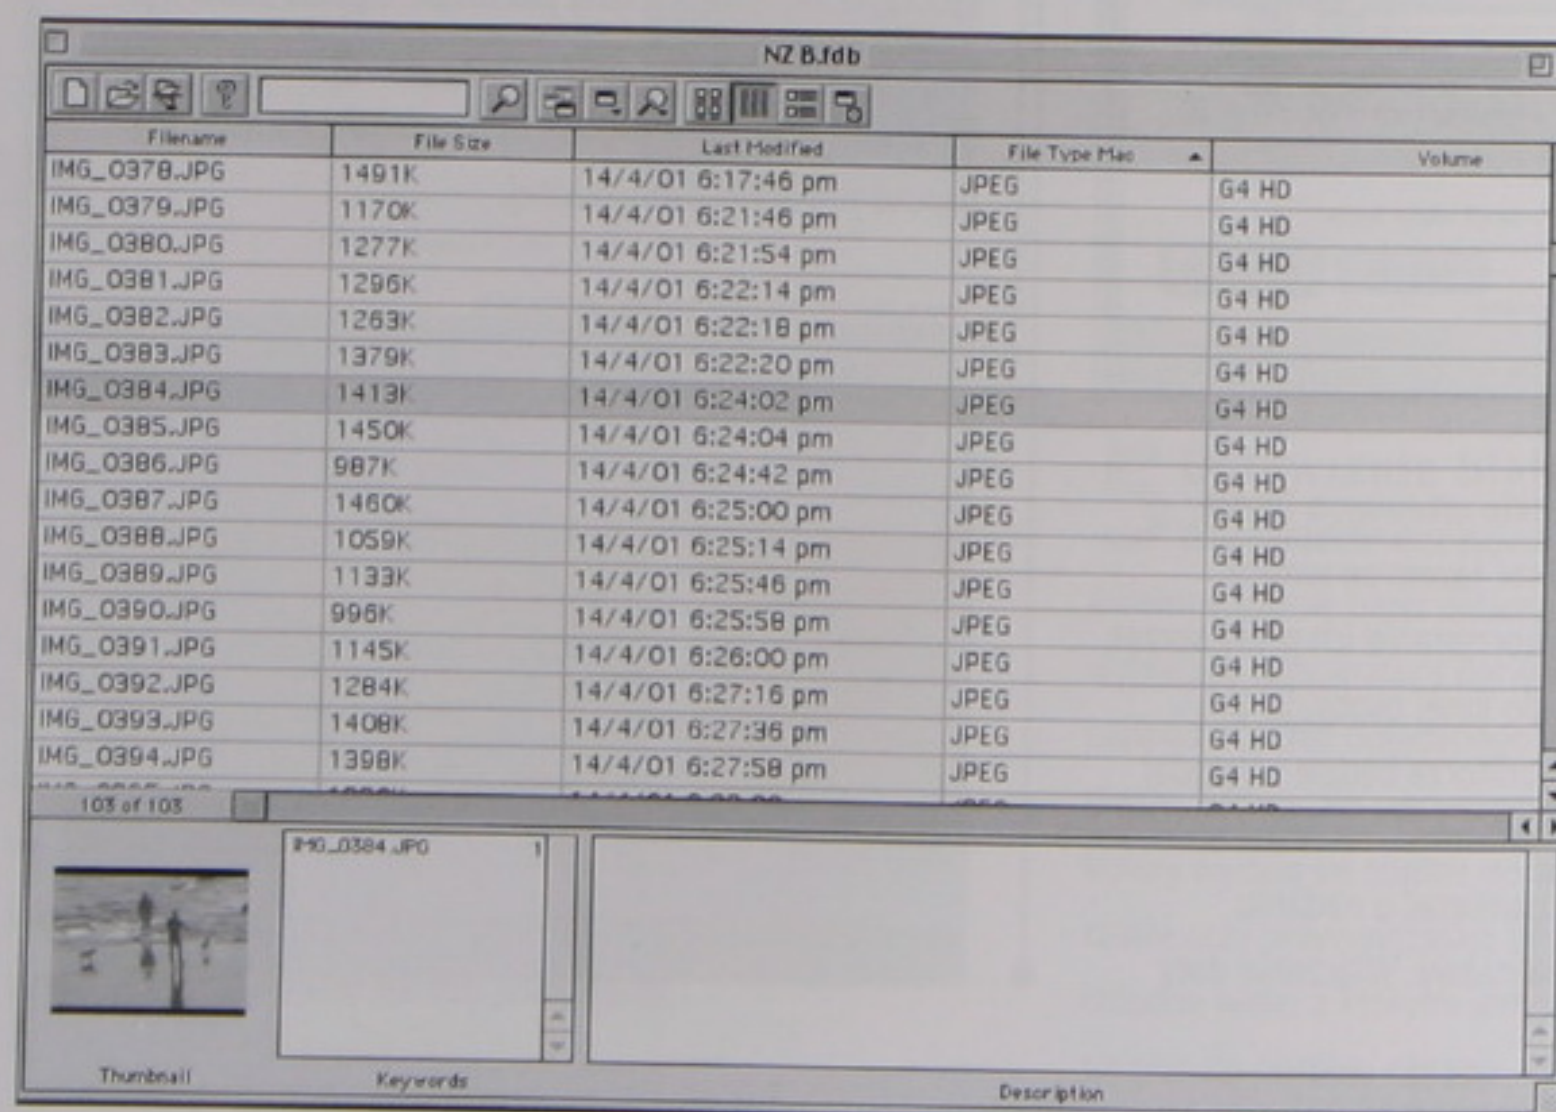 NZ B.fdb
Filename File Size Last Modified File Type Mac Volume
IMG_0378.JPG 1491K 14/4/01 6:17:46 pm JPEG G4 HD
IMG_0379.JPG 1170K 14/4/01 6:21:46 pm JPEG G4 HD
IMG_0380.JPG 1277K 14/4/01 6:21:54 pm JPEG G4 HD
IMG_0381.JPG 1296K 14/4/01 6:22:14 pm JPEG G4 HD
IMG_0382.JPG 1263K 14/4/01 6:22:18 pm JPEG G4 HD
IMG_0383.JPG 1379K 14/4/01 6:22:20 pm JPEG G4 HD
IMG_0384.JPG 1413K 14/4/01 6:24:02 pm JPEG G4 HD
IMG_0385.JPG 1450K 14/4/01 6:24:04 pm JPEG G4 HD
IMG_0386.JPG 987K 14/4/01 6:24:42 pm JPEG G4 HD
IMG_0387.JPG 1460K 14/4/01 6:25:00 pm JPEG G4 HD
IMG_0388.JPG 1059K 14/4/01 6:25:14 pm JPEG G4 HD
IMG_0389.JPG 1133K 14/4/01 6:25:46 pm JPEG G4 HD
IMG_0390.JPG 996K 14/4/01 6:25:58 pm JPEG G4 HD
IMG_0391.JPG 1145K 14/4/01 6:26:00 pm JPEG G4 HD
IMG_0392.JPG 1284K 14/4/01 6:27:16 pm JPEG G4 HD
IMG_0393.JPG 1408K 14/4/01 6:27:36 pm JPEG G4 HD
IMG_0394.JPG 1398K 14/4/01 6:27:58 pm JPEG G4 HD
103 of 103
IMG_0384.JPG 1
Thumbnail Keywords Description